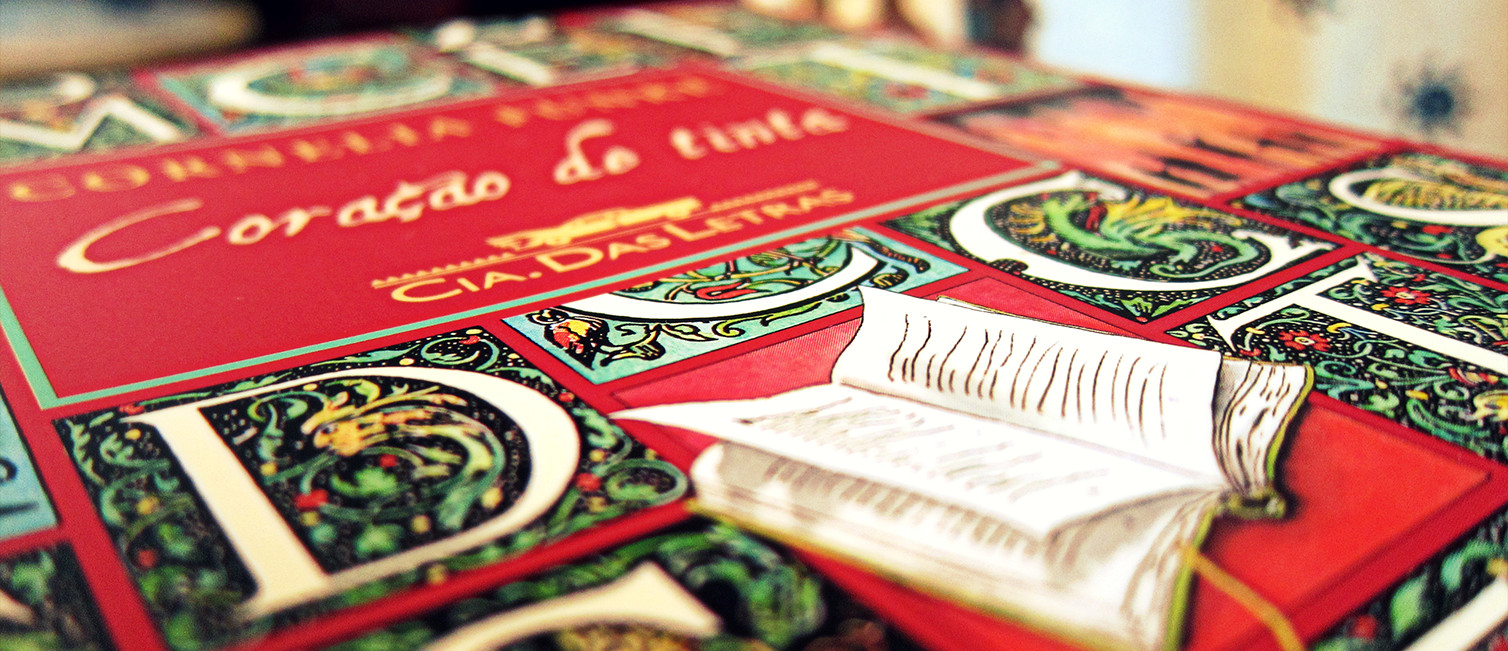 CORNELIA FUNKE
Coração de tinta
CIA. DAS LETRAS
D